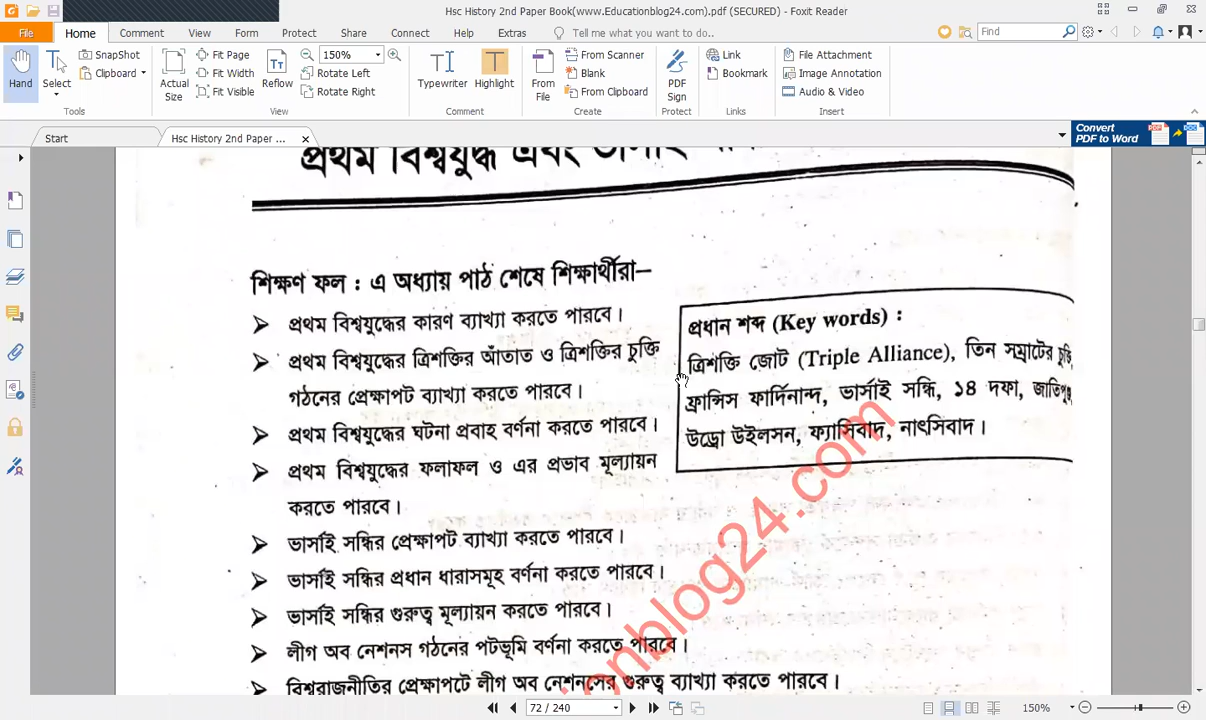 Hsc History 2nd Paper Book(www.Educationblog24.com).pdf (SECURED) - Foxit Reader
File Home Comment View Form Protect Share Connect Help Extras Tell me what you want to do.. Find
Hand Select SnapShot Clipboard Actual Size Fit Page Fit Width Fit Visible Reflow 150% Rotate Left Rotate Right Typewriter Highlight From File From Scanner Blank From Clipboard PDF Sign Link Bookmark File Attachment Image Annotation Audio & Video
Tools View Comment Create Protect Links Insert
Start Hsc History 2nd Paper ... Convert PDF to Word
প্রথম বিশ্বযুদ্ধ এবং
শিক্ষণ ফল : এ অধ্যায় পাঠ শেষে শিক্ষার্থীরা–
➢ প্রথম বিশ্বযুদ্ধের কারণ ব্যাখ্যা করতে পারবে।
➢ প্রথম বিশ্বযুদ্ধের ত্রিশক্তির আঁতাত ও ত্রিশক্তির চুক্তি
গঠনের প্রেক্ষাপট ব্যাখ্যা করতে পারবে।
➢ প্রথম বিশ্বযুদ্ধের ঘটনা প্রবাহ বর্ণনা করতে পারবে।
➢ প্রথম বিশ্বযুদ্ধের ফলাফল ও এর প্রভাব মূল্যায়ন
করতে পারবে।
➢ ভার্সাই সন্ধির প্রেক্ষাপট ব্যাখ্যা করতে পারবে।
➢ ভার্সাই সন্ধির প্রধান ধারাসমূহ বর্ণনা করতে পারবে।
➢ ভার্সাই সন্ধির গুরুত্ব মূল্যায়ন করতে পারবে।
➢ লীগ অব নেশনস গঠনের পটভূমি বর্ণনা করতে পারবে।
➢ বিশ্বরাজনীতির প্রেক্ষাপটে লীগ অব নেশনসের গুরুত্ব ব্যাখ্যা করতে পারবে।
প্রধান শব্দ (Key words) :
ত্রিশক্তি জোট (Triple Alliance), তিন সম্রাটের চুক্তি
ফ্রান্সিস ফার্দিনান্দ, ভার্সাই সন্ধি, ১৪ দফা,
উড্রো উইলসন, ফ্যাসিবাদ, নাৎসিবাদ।
ionblog24.com
72 / 240 150%